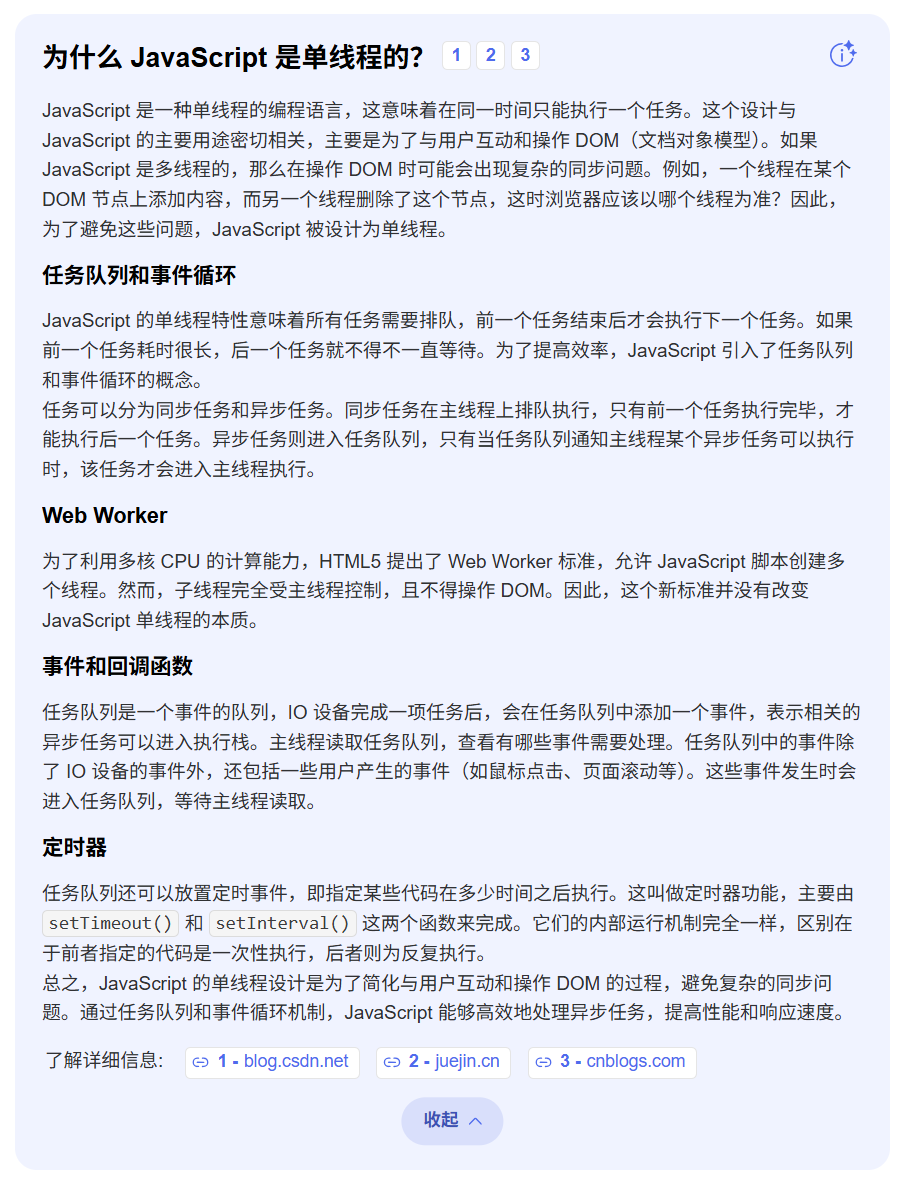 为什么 JavaScript 是单线程的？ 1 2 3
JavaScript 是一种单线程的编程语言，这意味着在同一时间只能执行一个任务。这个设计与
JavaScript 的主要用途密切相关，主要是为了与用户互动和操作 DOM（文档对象模型）。如果
JavaScript 是多线程的，那么在操作 DOM 时可能会出现复杂的同步问题。例如，一个线程在某个
DOM 节点上添加内容，而另一个线程删除了这个节点，这时浏览器应该以哪个线程为准？因此，
为了避免这些问题，JavaScript 被设计为单线程。
任务队列和事件循环
JavaScript 的单线程特性意味着所有任务需要排队，前一个任务结束后才会执行下一个任务。如果
前一个任务耗时很长，后一个任务就不得不一直等待。为了提高效率，JavaScript 引入了任务队列
和事件循环的概念。
任务可以分为同步任务和异步任务。同步任务在主线程上排队执行，只有前一个任务执行完毕，才
能执行后一个任务。异步任务则进入任务队列，只有当任务队列通知主线程某个异步任务可以执行
时，该任务才会进入主线程执行。
Web Worker
为了利用多核 CPU 的计算能力，HTML5 提出了 Web Worker 标准，允许 JavaScript 脚本创建多
个线程。然而，子线程完全受主线程控制，且不得操作 DOM。因此，这个新标准并没有改变
JavaScript 单线程的本质。
事件和回调函数
任务队列是一个事件的队列，IO 设备完成一项任务后，会在任务队列中添加一个事件，表示相关的
异步任务可以进入执行栈。主线程读取任务队列，查看有哪些事件需要处理。任务队列中的事件除
了 IO 设备的事件外，还包括一些用户产生的事件（如鼠标点击、页面滚动等）。这些事件发生时会
进入任务队列，等待主线程读取。
定时器
任务队列还可以放置定时事件，即指定某些代码在多少时间之后执行。这叫做定时器功能，主要由
setTimeout() 和 setInterval() 这两个函数来完成。它们的内部运行机制完全一样，区别在
于前者指定的代码是一次性执行，后者则为反复执行。
总之，JavaScript 的单线程设计是为了简化与用户互动和操作 DOM 的过程，避免复杂的同步问
题。通过任务队列和事件循环机制，JavaScript 能够高效地处理异步任务，提高性能和响应速度。
了解详细信息: 1 - blog.csdn.net 2 - juejin.cn 3 - cnblogs.com
收起